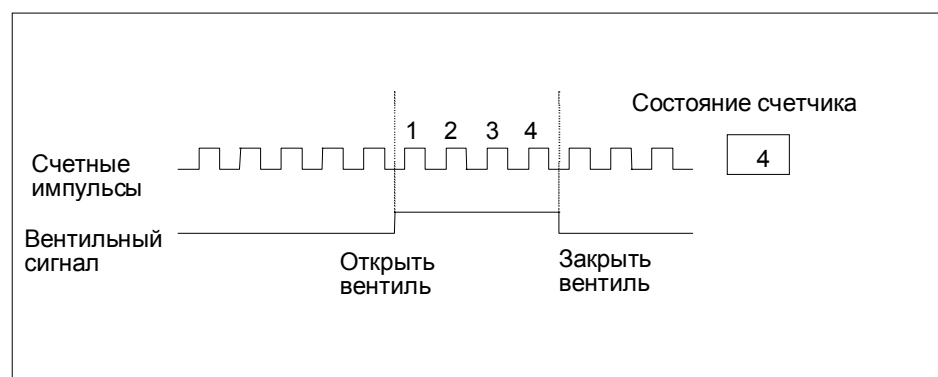 Состояние счетчика
1 2 3 4
4
Счетные
импульсы
Вентильный
сигнал
Открыть
вентиль
Закрыть
вентиль